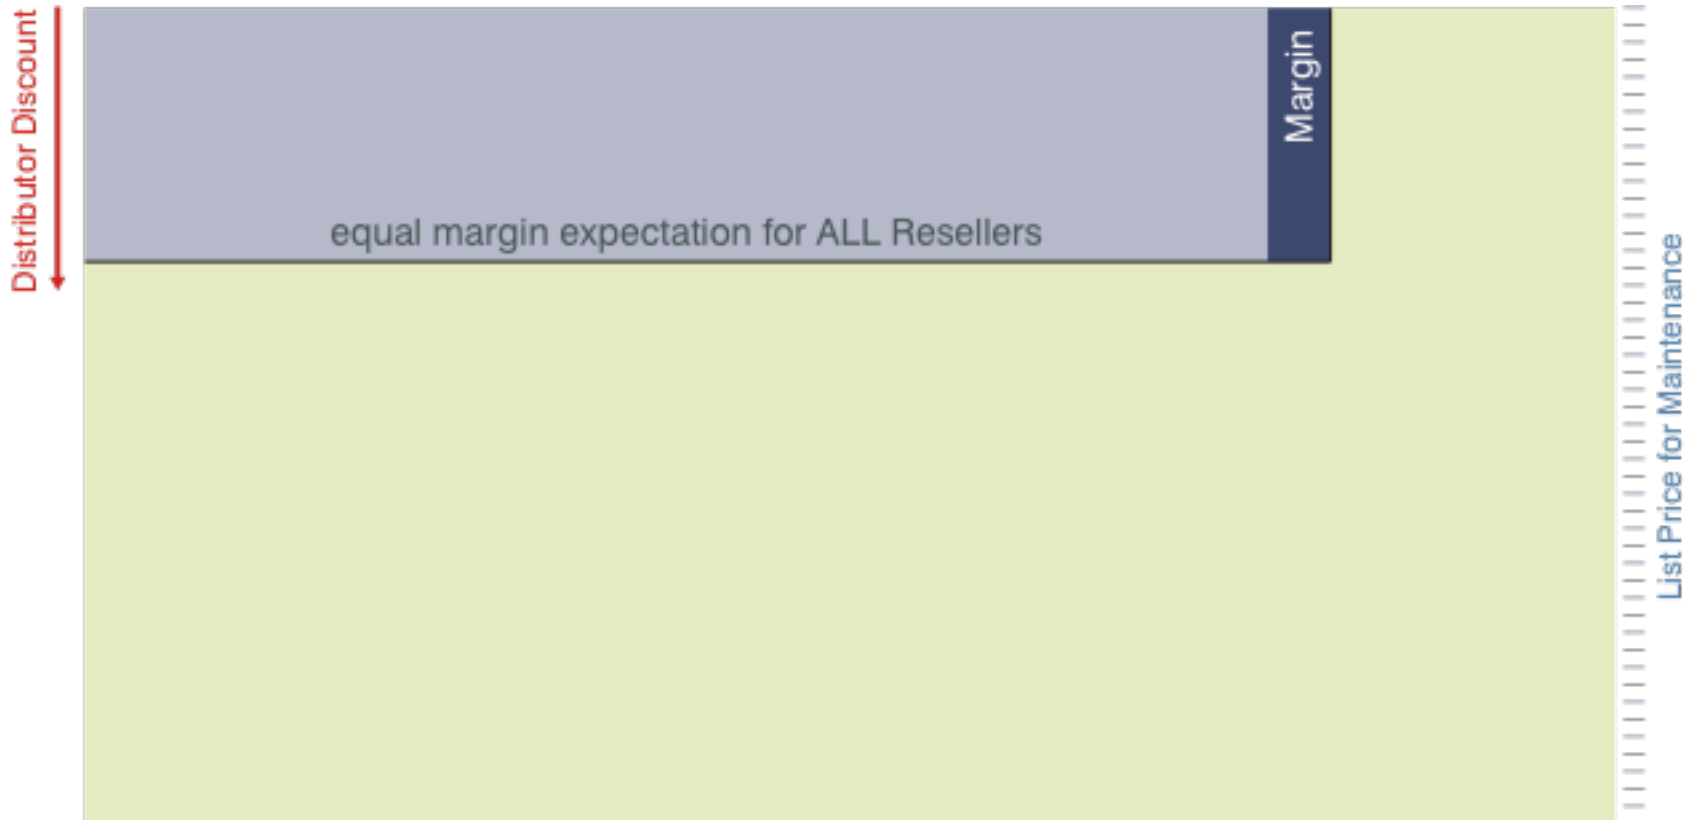 Distributor Discount
Margin
equal margin expectation for ALL Resellers
List Price for Maintenance